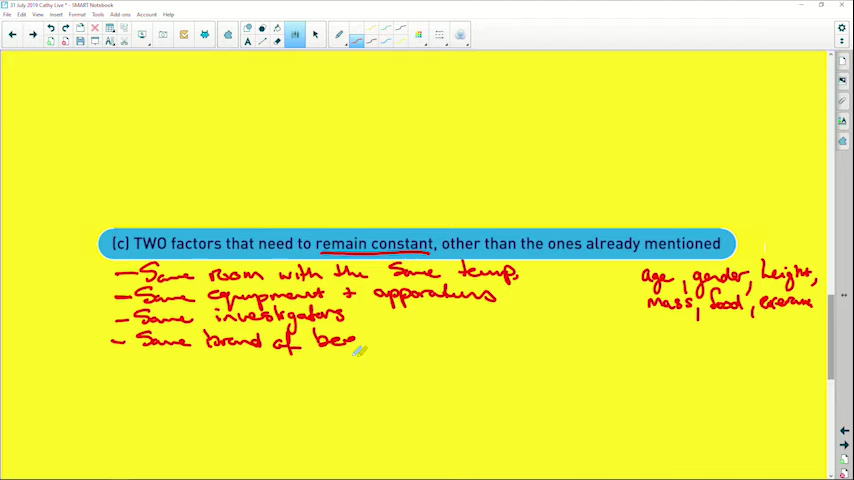 31 July 2019 Cathy Live * - SMART Notebook
File Edit View Insert Format Tools Add-ons Account Help
(c) TWO factors that need to remain constant, other than the ones already mentioned
– Same room with the same temp.
– Same equipment + apparatus
– Same investigators
– Same brand of bee
age, gender, height,
mass, food, exercise